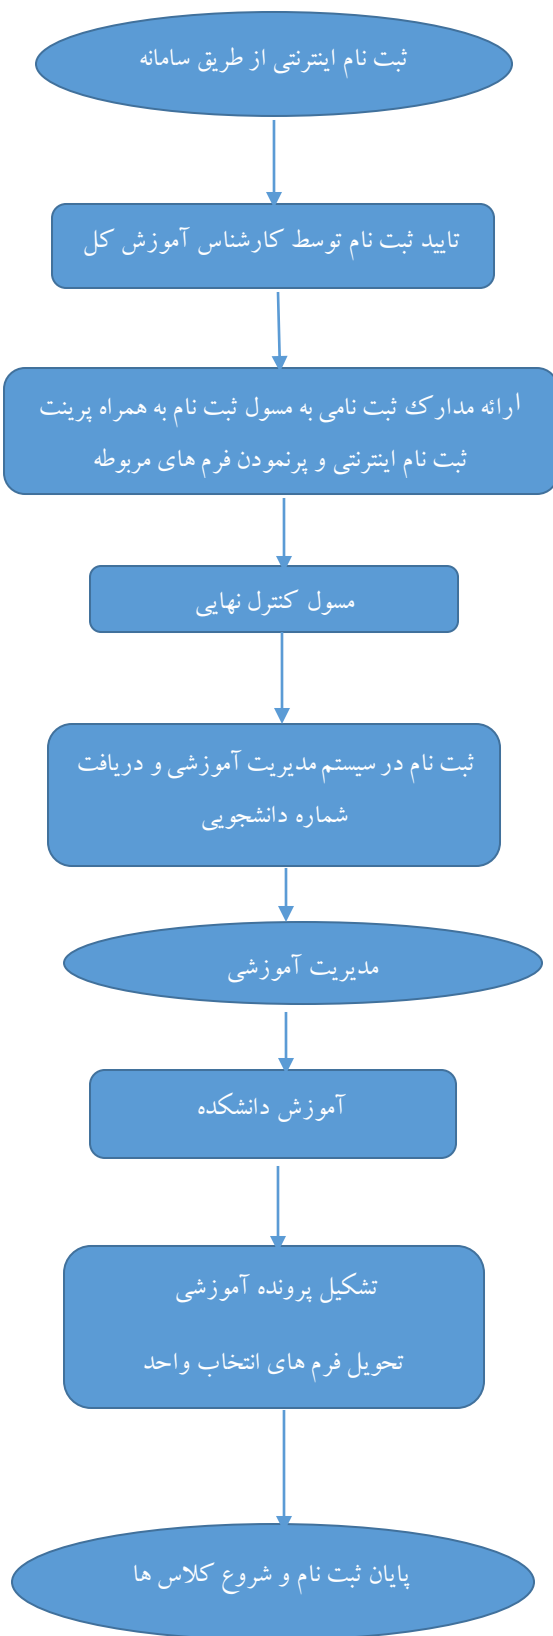 ثبت نام اینترنتی از طریق سامانه
تایید ثبت نام توسط کارشناس آموزش کل
ارائه مدارک ثبت نامی به مسول ثبت نام به همراه پرینت
ثبت نام اینترنتی و پرنمودن فرم های مربوطه
مسول کنترل نهایی
ثبت نام در سیستم مدیریت آموزشی و دریافت
شماره دانشجویی
مدیریت آموزشی
آموزش دانشکده
تشکیل پرونده آموزشی
تحویل فرم های انتخاب واحد
پایان ثبت نام و شروع کلاس ها